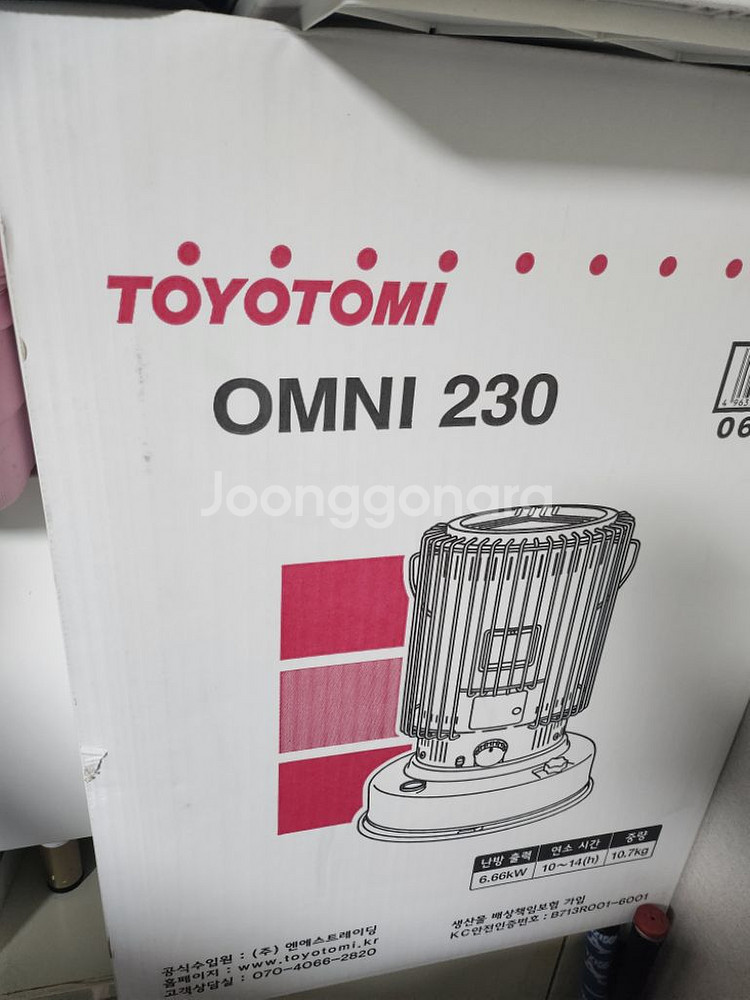 TOYOTOMI
OMNI 230
4 963
06
Joonggonara
난방 출력 연소 시간 중량
6.66kW 10~14(h) 10.7kg
생산물 배상책임보험 가입
KC안전인증번호 : B713R001-6001
공식수입원 : (주) 엔에스트레이딩
홈페이지 : www.toyotomi.kr
고객상담실 : 070-4066-2820